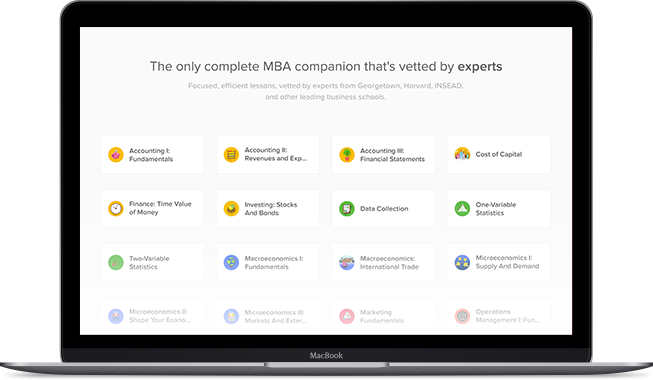 The only complete MBA companion that's vetted by experts
Focused, efficient lessons, vetted by experts from Georgetown, Harvard, INSEAD,
and other leading business schools.
Accounting I:
Fundamentals
Accounting II:
Revenues and Exp...
Accounting III:
Financial Statements
Cost of Capital
Finance: Time Value
of Money
Investing: Stocks
And Bonds
Data Collection
One-Variable
Statistics
Two-Variable
Statistics
Macroeconomics I:
Fundamentals
Macroeconomics:
International Trade
Microeconomics I:
Supply And Demand
Microeconomics II:
Shape Your Econo...
Microeconomics III:
Markets And Exter...
Marketing
Fundamentals
Operations
Management I: Fun...
MacBook